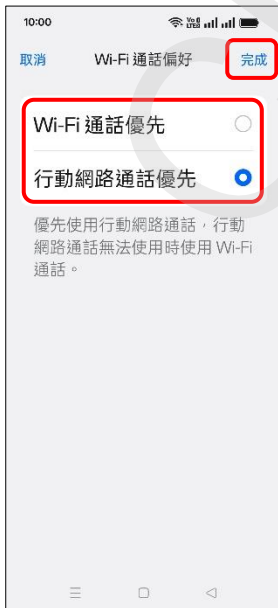 10:00
取消 Wi-Fi 通話偏好 完成
Wi-Fi 通話優先
行動網路通話優先
優先使用行動網路通話,行動
網路通話無法使用時使用 Wi-Fi
通話。